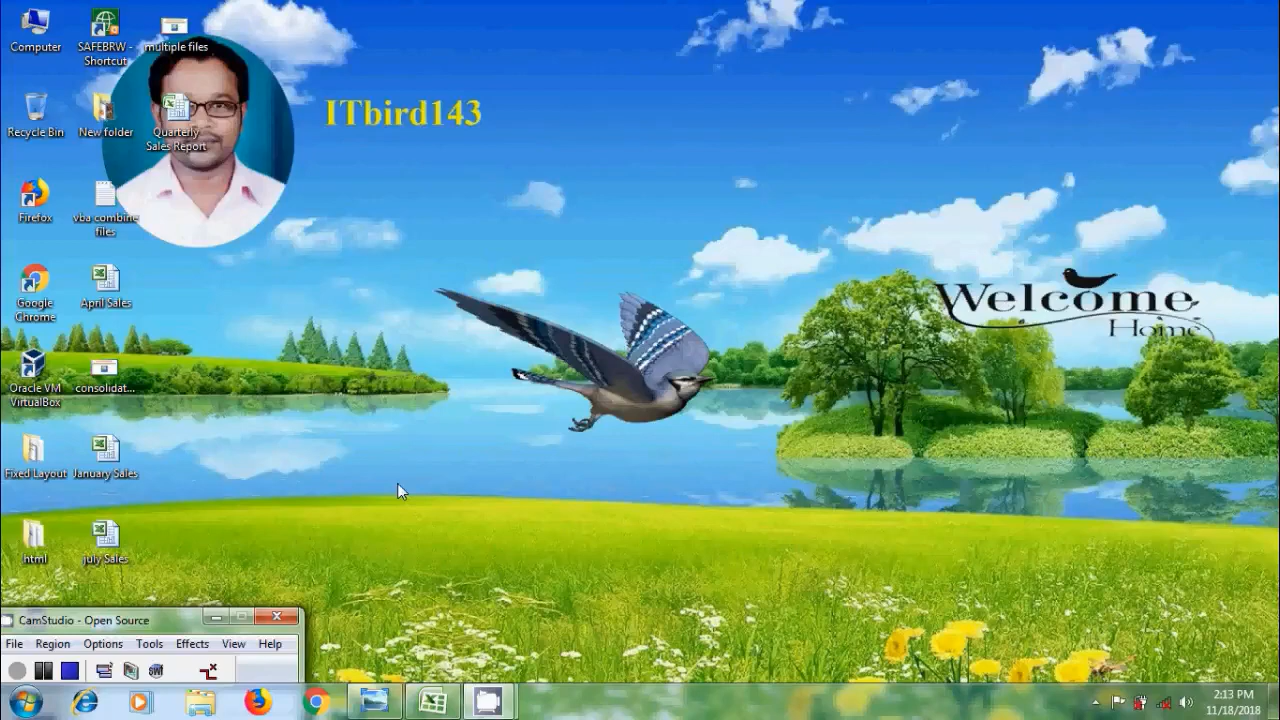 Computer
SAFEBRW -
Shortcut
multiple files
Recycle Bin
New folder
Quarterly
Sales Report
ITbird143
Firefox
vba combine
files
Google
Chrome
April Sales
Welcome
Home
Oracle VM
VirtualBox
consolidat...
Fixed Layout
January Sales
html
july Sales
CamStudio - Open Source
File Region Options Tools Effects View Help
SWF
2:13 PM
11/18/2018